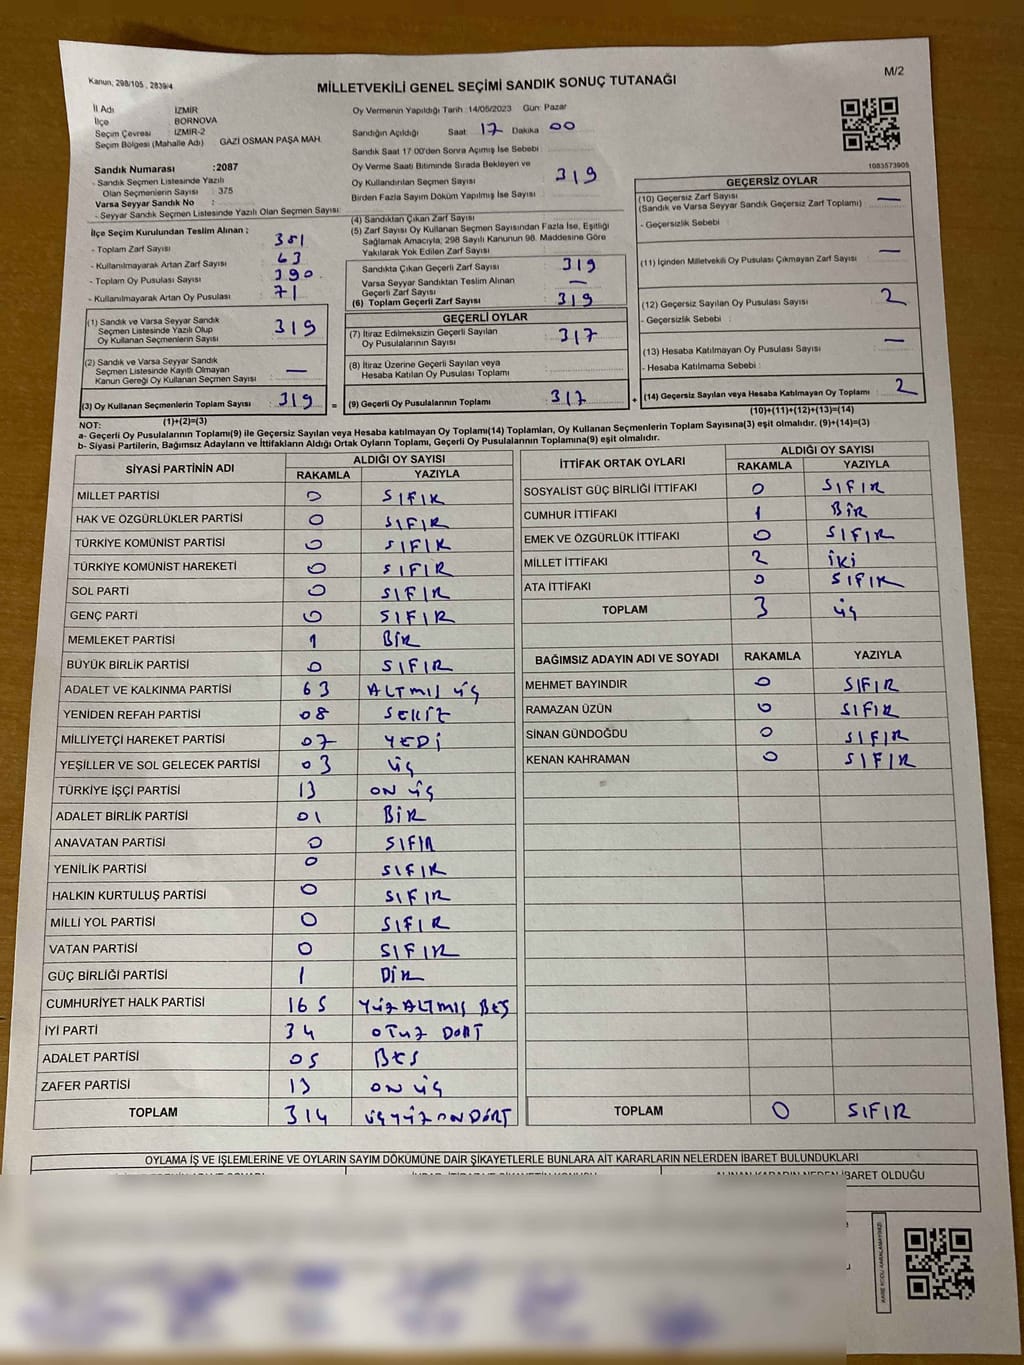 Kanun, 298/105 , 2839/4
MİLLETVEKİLİ GENEL SEÇİMİ SANDIK SONUÇ TUTANAĞI
M/2
İl Adı İZMİR
İlçe BORNOVA
Seçim Çevresi İZMİR-2
Seçim Bölgesi (Mahalle Adı) GAZİ OSMAN PAŞA MAH.
Oy Vermenin Yapıldığı Tarih :14/05/2023 Gün: Pazar
Sandığın Açıldığı Saat 17 Dakika 00
Sandık Saat 17:00'den Sonra Açımış İse Sebebi :
Oy Verme Saati Bitiminde Sırada Bekleyen ve
Oy Kullandırılan Seçmen Sayısı 319
Birden Fazla Sayım Döküm Yapılmış İse Sayısı :
1083573905
Sandık Numarası :2087
- Sandık Seçmen Listesinde Yazılı
Olan Seçmenlerin Sayısı : 375
Varsa Seyyar Sandık No :
- Seyyar Sandık Seçmen Listesinde Yazılı Olan Seçmen Sayısı:
İlçe Seçim Kurulundan Teslim Alınan ;
- Toplam Zarf Sayısı 381
- Kullanılmayarak Artan Zarf Sayısı : 63
- Toplam Oy Pusulası Sayısı : 390
- Kullanılmayarak Artan Oy Pusulası : 71
(1) Sandık ve Varsa Seyyar Sandık
Seçmen Listesinde Yazılı Olup
Oy Kullanan Seçmenlerin Sayısı : 319
(2) Sandık ve Varsa Seyyar Sandık
Seçmen Listesinde Kayıtlı Olmayan
Kanun Gereği Oy Kullanan Seçmen Sayısı : —
(3) Oy Kullanan Seçmenlerin Toplam Sayısı : 319
(1)+(2)=(3)
(4) Sandıktan Çıkan Zarf Sayısı :
(5) Zarf Sayısı Oy Kullanan Seçmen Sayısından Fazla İse, Eşitliği
Sağlamak Amacıyla; 298 Sayılı Kanunun 98. Maddesine Göre
Yakılarak Yok Edilen Zarf Sayısı :
Sandıkta Çıkan Geçerli Zarf Sayısı : 319
Varsa Seyyar Sandıktan Teslim Alınan
Geçerli Zarf Sayısı : —
(6) Toplam Geçerli Zarf Sayısı : 319
GEÇERLİ OYLAR
(7) İtiraz Edilmeksizin Geçerli Sayılan
Oy Pusulalarının Sayısı : 317
(8) İtiraz Üzerine Geçerli Sayılan veya
Hesaba Katılan Oy Pusulası Toplamı :
= (9) Geçerli Oy Pusulalarının Toplamı : 317
GEÇERSİZ OYLAR
(10) Geçersiz Zarf Sayısı
(Sandık ve Varsa Seyyar Sandık Geçersiz Zarf Toplamı) : —
- Geçersizlik Sebebi :
(11) İçinden Milletvekili Oy Pusulası Çıkmayan Zarf Sayısı : —
(12) Geçersiz Sayılan Oy Pusulası Sayısı : 2
- Geçersizlik Sebebi :
(13) Hesaba Katılmayan Oy Pusulası Sayısı : —
- Hesaba Katılmama Sebebi :
+ (14) Geçersiz Sayılan veya Hesaba Katılmayan Oy Toplamı : 2
(10)+(11)+(12)+(13)=(14)
NOT:
a- Geçerli Oy Pusulalarının Toplamı(9) ile Geçersiz Sayılan veya Hesaba katılmayan Oy Toplamı(14) Toplamları, Oy Kullanan Seçmenlerin Toplam Sayısına(3) eşit olmalıdır. (9)+(14)=(3)
b- Siyasi Partilerin, Bağımsız Adayların ve İttifakların Aldığı Ortak Oyların Toplamı, Geçerli Oy Pusulalarının Toplamına(9) eşit olmalıdır.
SİYASİ PARTİNİN ADI ALDIĞI OY SAYISI
RAKAMLA YAZIYLA
MİLLET PARTİSİ 0 SIFIR
HAK VE ÖZGÜRLÜKLER PARTİSİ 0 SIFIR
TÜRKİYE KOMÜNİST PARTİSİ 0 SIFIR
TÜRKİYE KOMÜNİST HAREKETİ 0 SIFIR
SOL PARTİ 0 SIFIR
GENÇ PARTİ 0 SIFIR
MEMLEKET PARTİSİ 1 BİR
BÜYÜK BİRLİK PARTİSİ 0 SIFIR
ADALET VE KALKINMA PARTİSİ 63 ALTMIŞ ÜÇ
YENİDEN REFAH PARTİSİ 08 SEKİZ
MİLLİYETÇİ HAREKET PARTİSİ 07 YEDİ
YEŞİLLER VE SOL GELECEK PARTİSİ 03 ÜÇ
TÜRKİYE İŞÇİ PARTİSİ 13 ON ÜÇ
ADALET BİRLİK PARTİSİ 01 BİR
ANAVATAN PARTİSİ 0 SIFIR
YENİLİK PARTİSİ 0 SIFIR
HALKIN KURTULUŞ PARTİSİ 0 SIFIR
MİLLİ YOL PARTİSİ 0 SIFIR
VATAN PARTİSİ 0 SIFIR
GÜÇ BİRLİĞİ PARTİSİ 1 BİR
CUMHURİYET HALK PARTİSİ 165 YÜZ ALTMIŞ BEŞ
İYİ PARTİ 34 OTUZ DÖRT
ADALET PARTİSİ 05 BEŞ
ZAFER PARTİSİ 13 ON ÜÇ
TOPLAM 314 ÜÇ YÜZ ON DÖRT
İTTİFAK ORTAK OYLARI ALDIĞI OY SAYISI
RAKAMLA YAZIYLA
SOSYALİST GÜÇ BİRLİĞİ İTTİFAKI 0 SIFIR
CUMHUR İTTİFAKI 1 BİR
EMEK VE ÖZGÜRLÜK İTTİFAKI 0 SIFIR
MİLLET İTTİFAKI 2 İKİ
ATA İTTİFAKI 0 SIFIR
TOPLAM 3 ÜÇ
BAĞIMSIZ ADAYIN ADI VE SOYADI RAKAMLA YAZIYLA
MEHMET BAYINDIR 0 SIFIR
RAMAZAN ÜZÜN 0 SIFIR
SİNAN GÜNDOĞDU 0 SIFIR
KENAN KAHRAMAN 0 SIFIR
TOPLAM 0 SIFIR
OYLAMA İŞ VE İŞLEMLERİNE VE OYLARIN SAYIM DÖKÜMÜNE DAİR ŞİKAYETLERLE BUNLARA AİT KARARLARIN NELERDEN İBARET BULUNDUKLARI
İBARET OLDUĞU